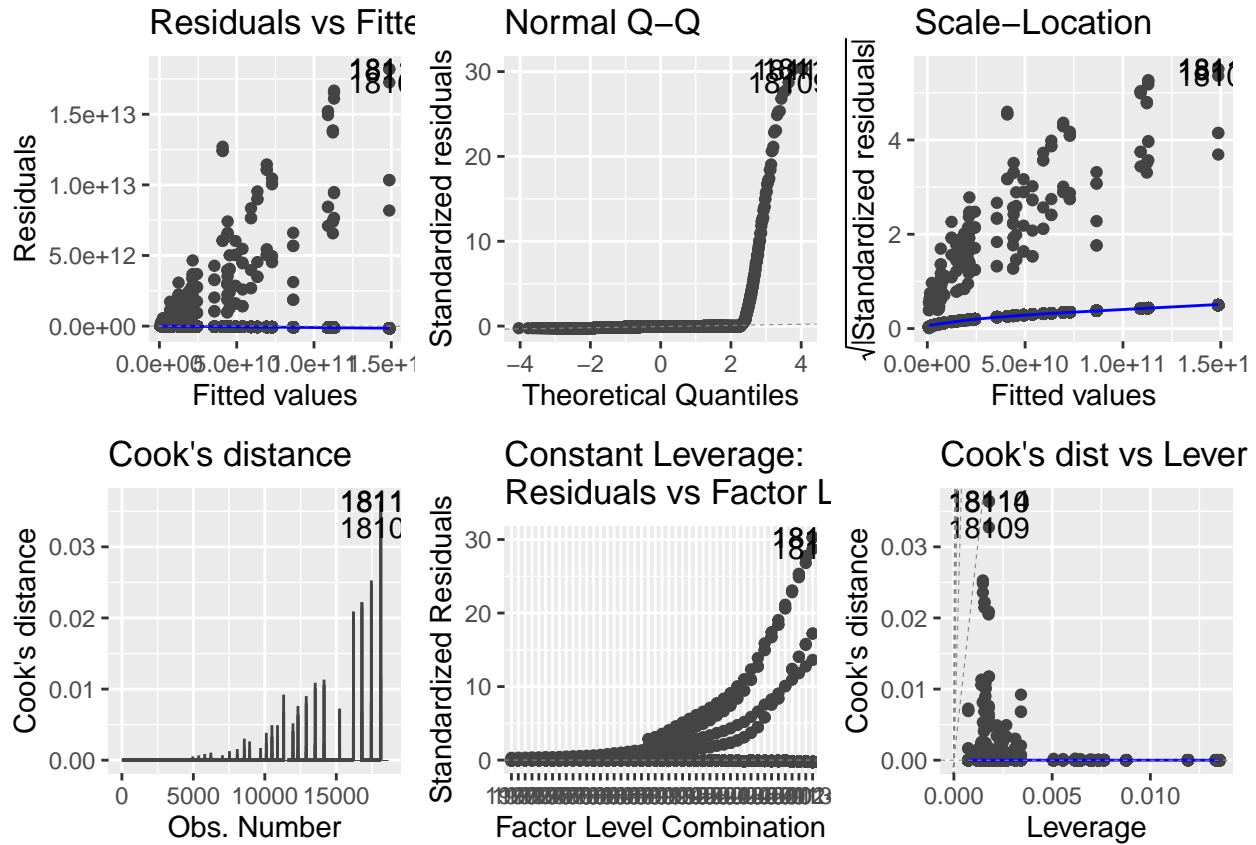 Residuals vs Fitte
Residuals
1.5e+13
1.0e+13
5.0e+12
0.0e+00
Fitted values
Normal Q−Q
Standardized residuals
30
20
10
0
−4 −2 0 2 4
Theoretical Quantiles
Scale−Location
√|Standardized residuals|
4
2
0
0.0e+00 5.0e+10 1.0e+11 1.5e+1
Fitted values
Cook's distance
Cook's distance
0.03
0.02
0.01
0.00
1811
1810
0 5000 10000 15000
Obs. Number
Constant Leverage:
Residuals vs Factor L
Standardized Residuals
30
20
10
0
Factor Level Combination
Cook's dist vs Lever
Cook's distance
0.03
0.02
0.01
0.00
18109
0.000 0.005 0.010
Leverage